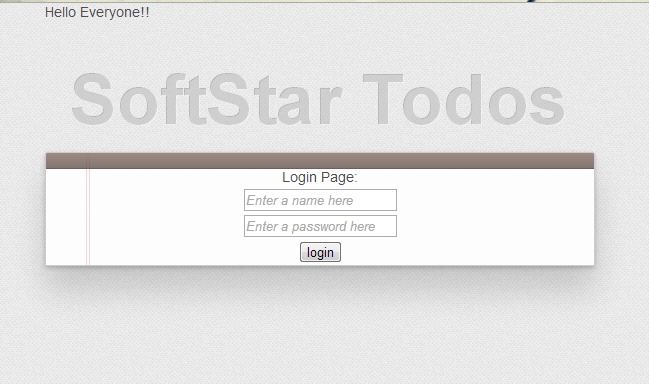 Hello Everyone!!
SoftStar Todos
Login Page:
Enter a name here
Enter a password here
login